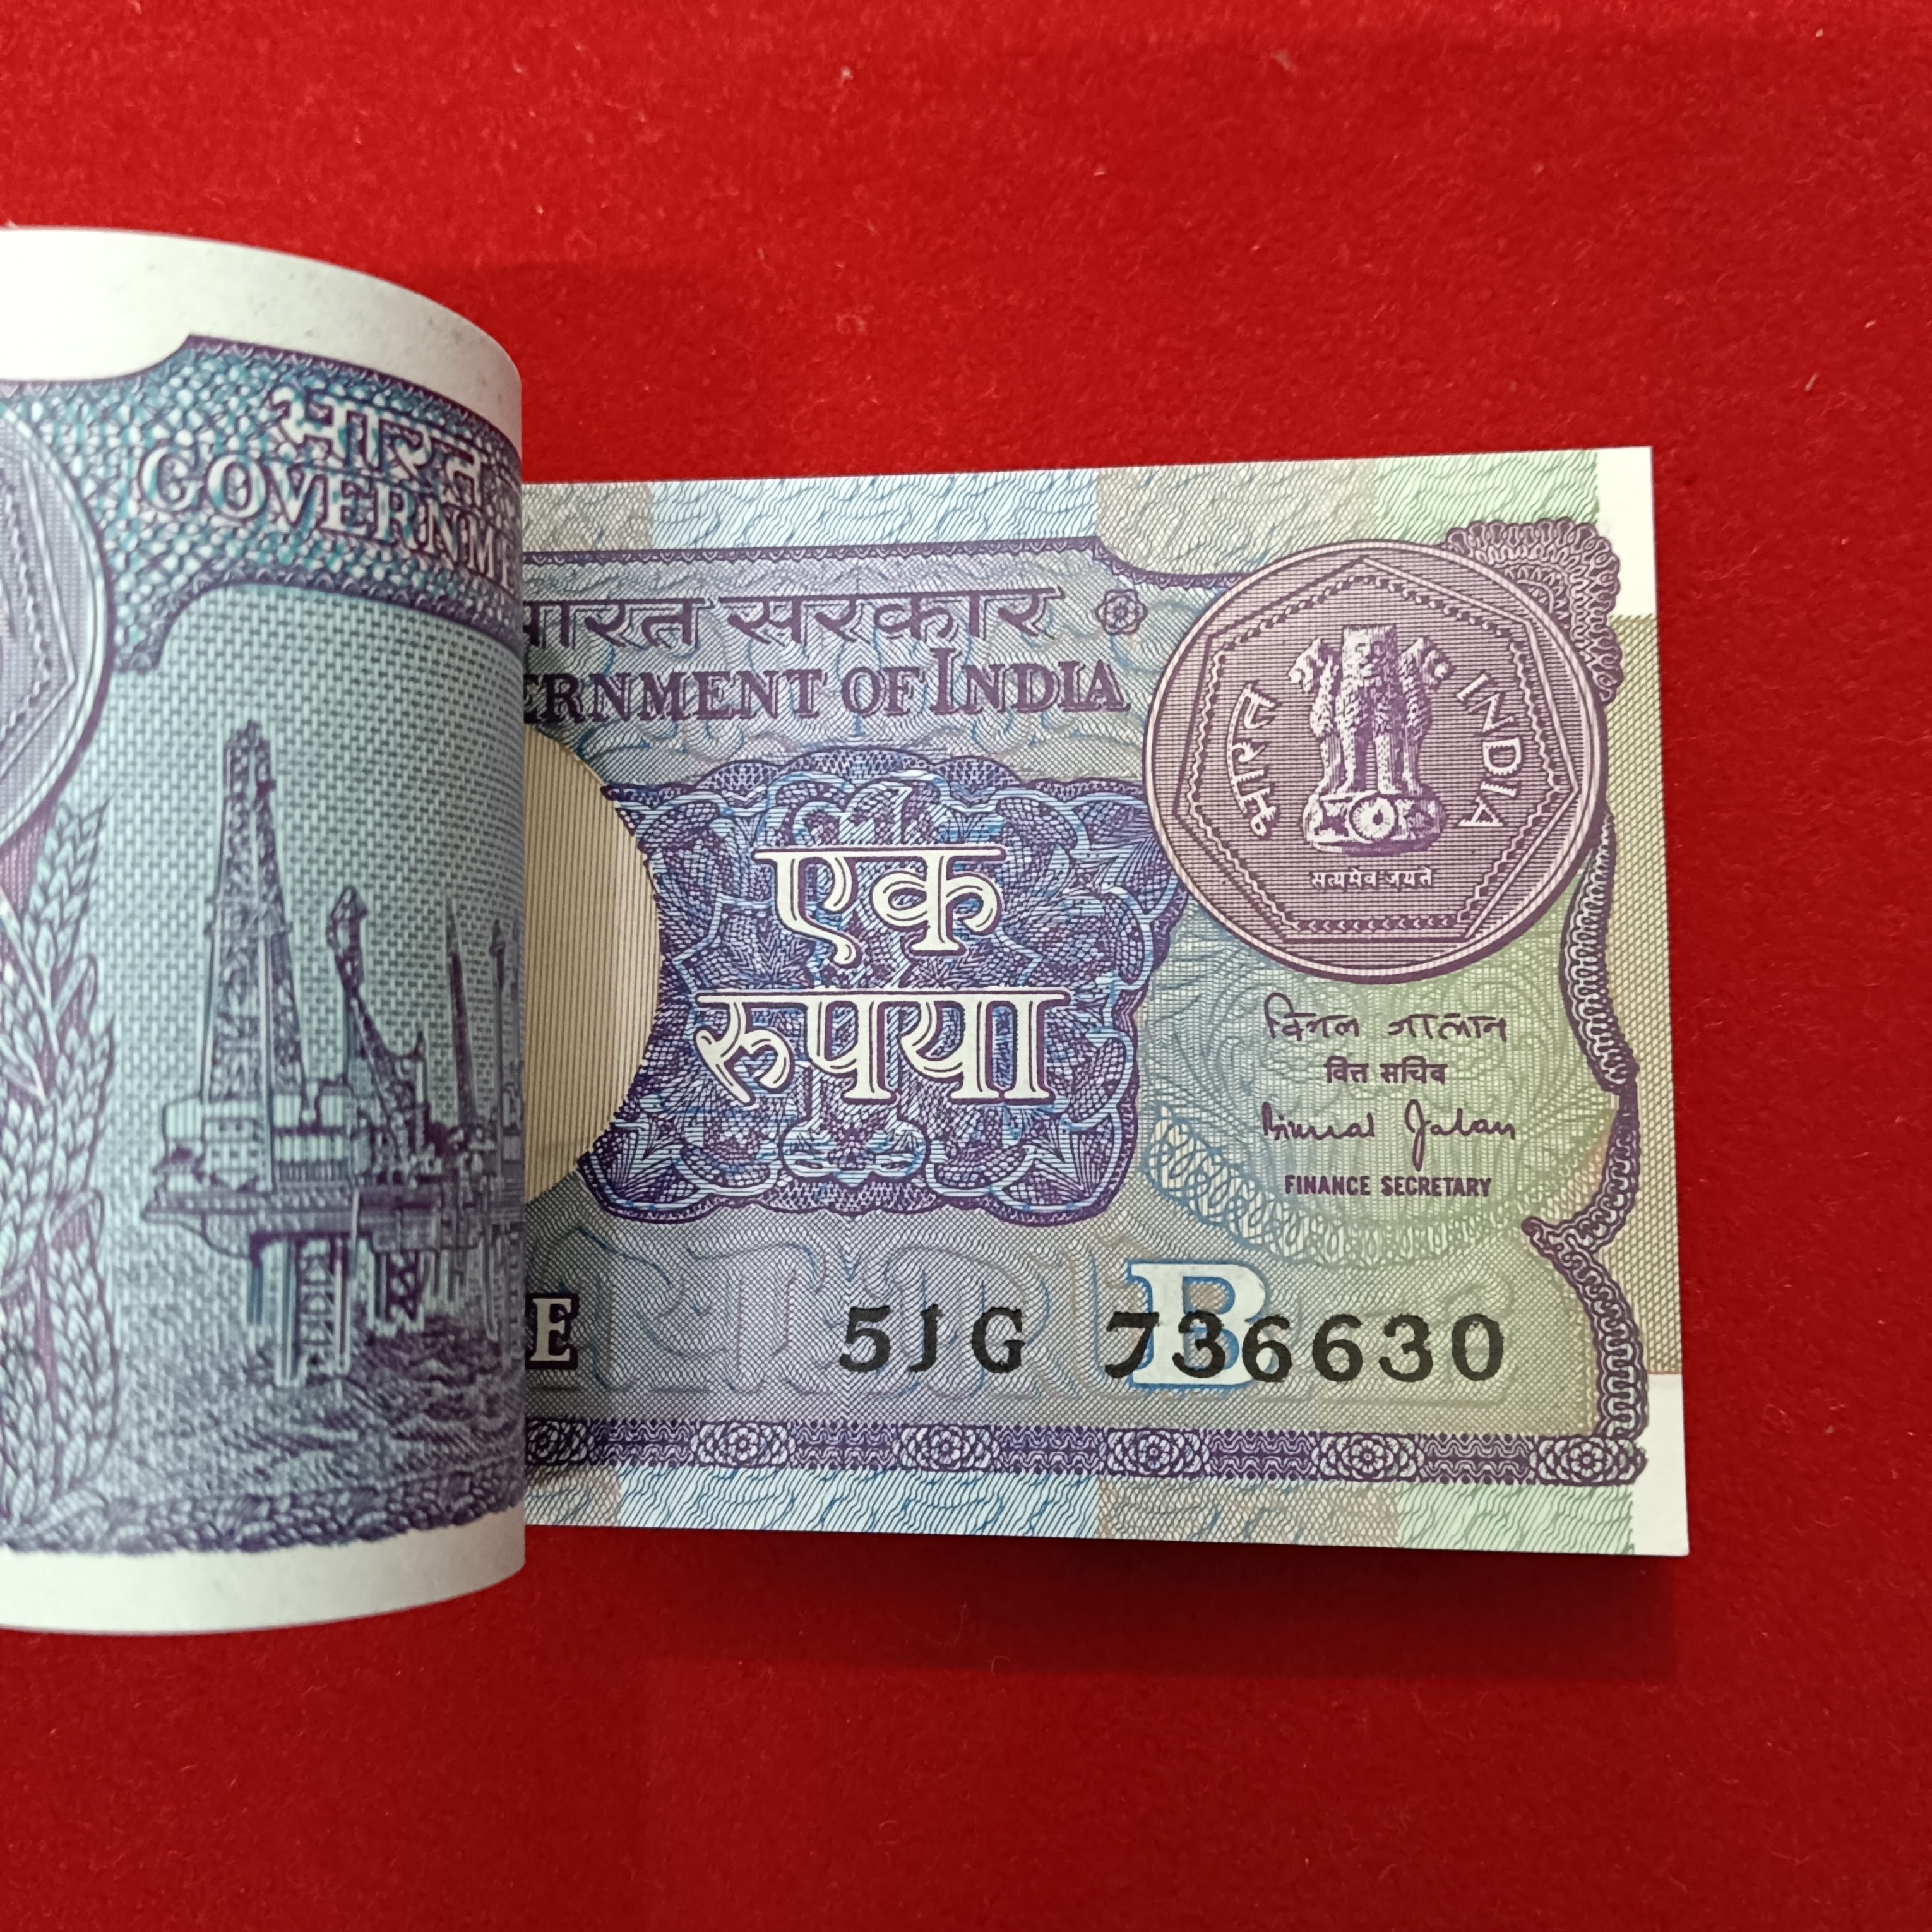 भारत
GOVERNME
भारत सरकार
ERNMENT OF INDIA
भारत
INDIA
सत्यमेव जयते
एक
रुपया
विमल जालान
वित्त सचिव
Bimal Jalan
FINANCE SECRETARY
B
E
5JG 736630